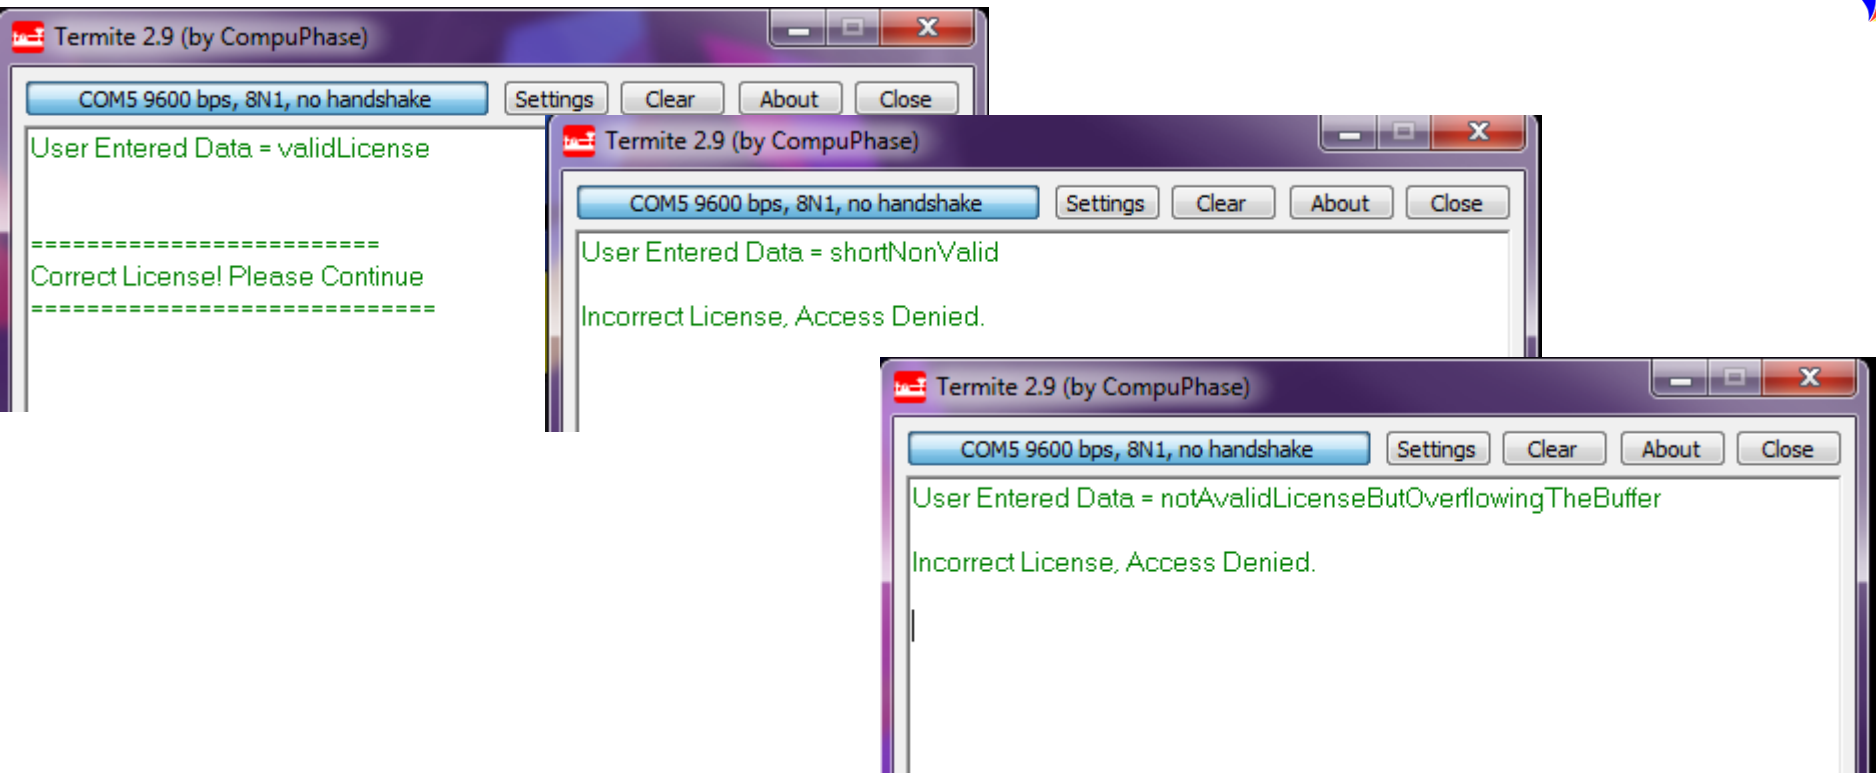 Termite 2.9 (by CompuPhase)
COM5 9600 bps, 8N1, no handshake Settings Clear About Close
User Entered Data = validLicense
=========================
Correct License! Please Continue
=============================
Termite 2.9 (by CompuPhase)
COM5 9600 bps, 8N1, no handshake Settings Clear About Close
User Entered Data = shortNonValid
Incorrect License, Access Denied.
Termite 2.9 (by CompuPhase)
COM5 9600 bps, 8N1, no handshake Settings Clear About Close
User Entered Data = notAvalidLicenseButOverflowingTheBuffer
Incorrect License, Access Denied.